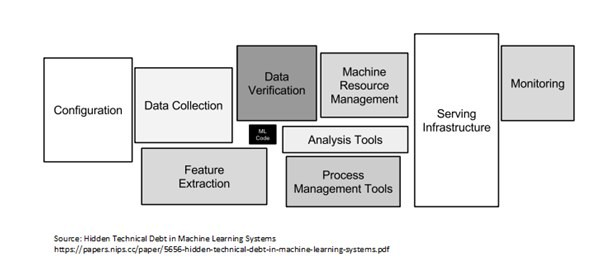 Configuration
Data Collection
Data
Verification
Machine
Resource
Management
Serving
Infrastructure
Monitoring
ML
Code
Analysis Tools
Feature
Extraction
Process
Management Tools
Source: Hidden Technical Debt in Machine Learning Systems
https://papers.nips.cc/paper/5656-hidden-technical-debt-in-machine-learning-systems.pdf